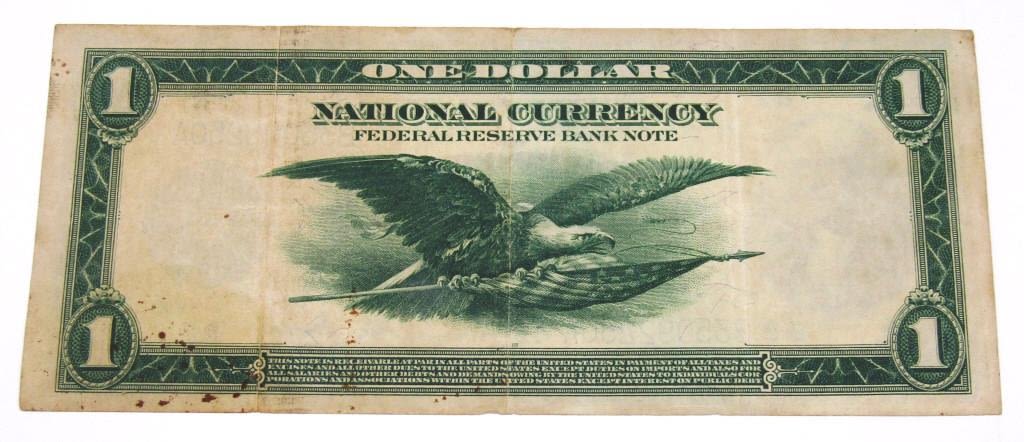 1 ONE DOLLAR 1
NATIONAL CURRENCY
FEDERAL RESERVE BANK NOTE
1 1
THIS NOTE IS RECEIVABLE AT PAR IN ALL PARTS OF THE UNITED STATES IN PAYMENT OF ALL TAXES AND
EXCISES AND ALL OTHER DUES TO THE UNITED STATES EXCEPT DUTIES ON IMPORTS AND ALSO FOR
ALL SALARIES AND OTHER DEBTS AND DEMANDS OWING BY THE UNITED STATES TO INDIVIDUALS COR
PORATIONS AND ASSOCIATIONS WITHIN THE UNITED STATES EXCEPT INTEREST ON PUBLIC DEBT